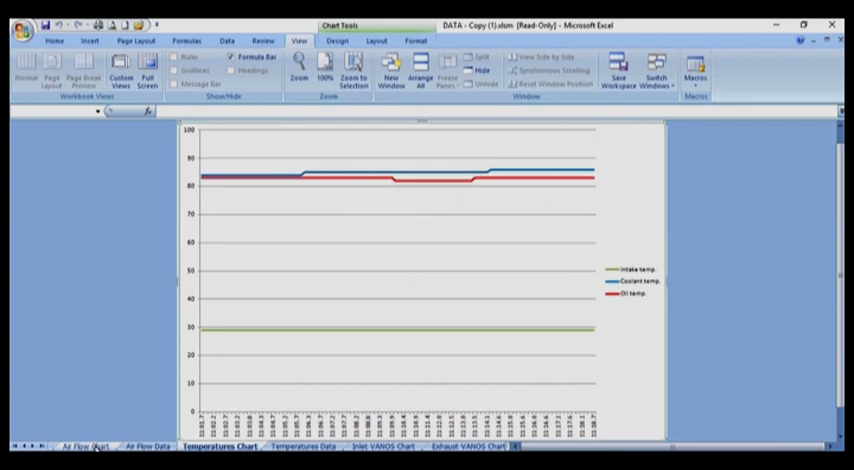 Chart Tools
DATA - Copy (1).xlsm [Read-Only] - Microsoft Excel
Home Insert Page Layout Formulas Data Review View Design Layout Format
Ruler Formula Bar
Gridlines Headings
Message Bar
Normal Page Layout Page Break Preview Custom Views Full Screen
Zoom 100% Zoom to Selection
New Window Arrange All Freeze Panes
Split
Hide
Unhide
View Side by Side
Synchronous Scrolling
Reset Window Position
Save Workspace Switch Windows
Macros
Workbook Views Show/Hide Zoom Window Macros
fx
100
90
80
70
60
50
40
30
20
10
0
Intake temp.
Coolant temp.
Oil temp.
Air Flow Chart Air Flow Data Temperatures Chart Temperatures Data Inlet VANOS Chart Exhaust VANOS Chart